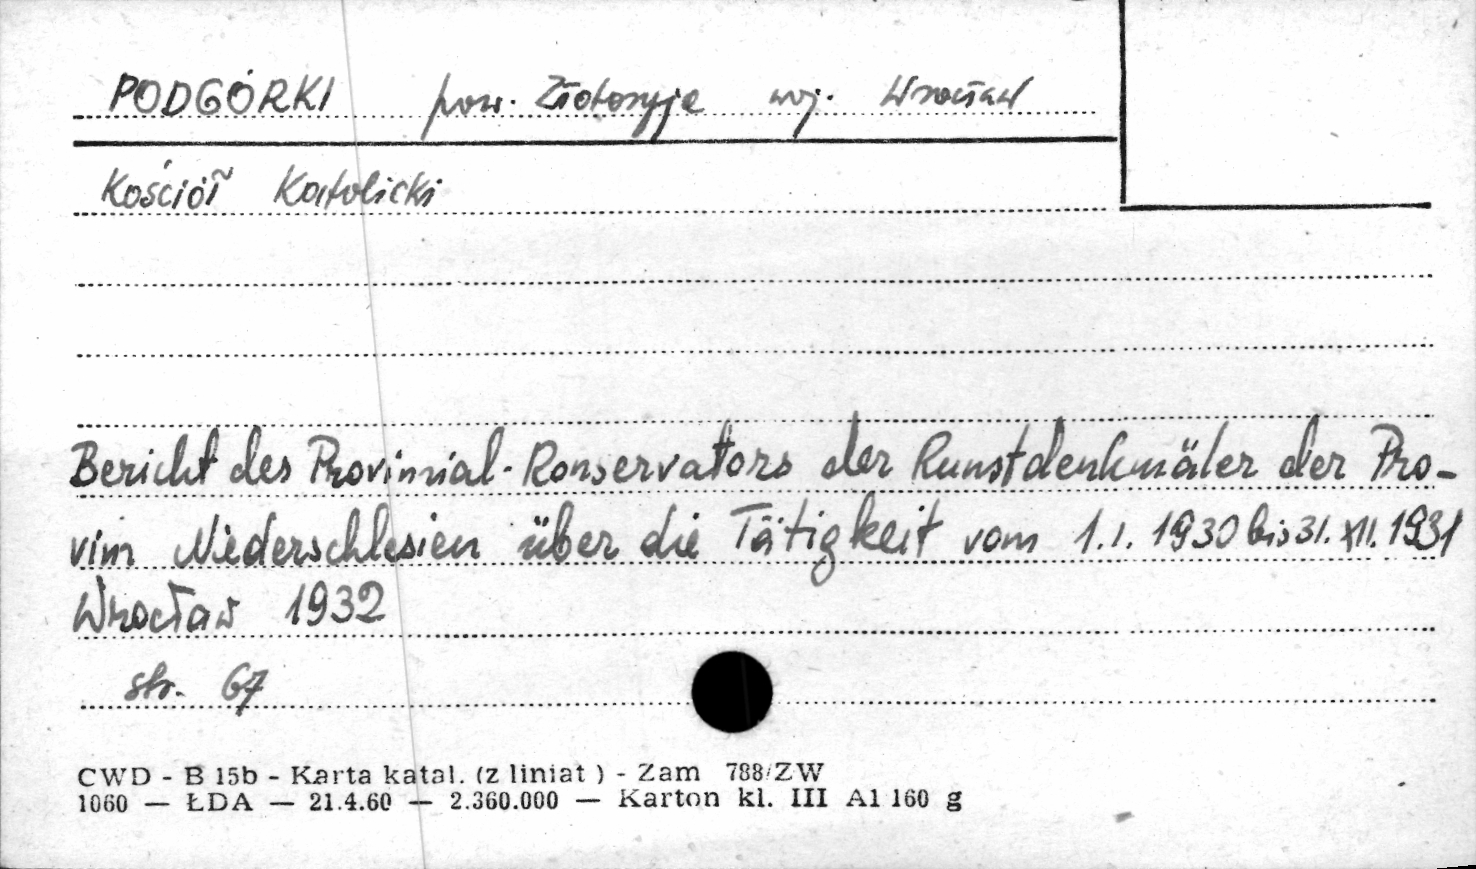 PODGÓRKI pow. Złotoryja woj. Wrocław
Kościół Katolicki
Bericht des Provinzial-Konservators der Kunstdenkmäler der Pro-
vinz Niederschlesien über die Tätigkeit vom 1.I. 1930 bis 31. XII. 1931
Wrocław 1932
str. 67
CWD - B 15b - Karta katal. (z liniat ) - Zam 788/ZW
1060 — ŁDA — 21.4.60 — 2.360.000 — Karton kl. III A1 160 g